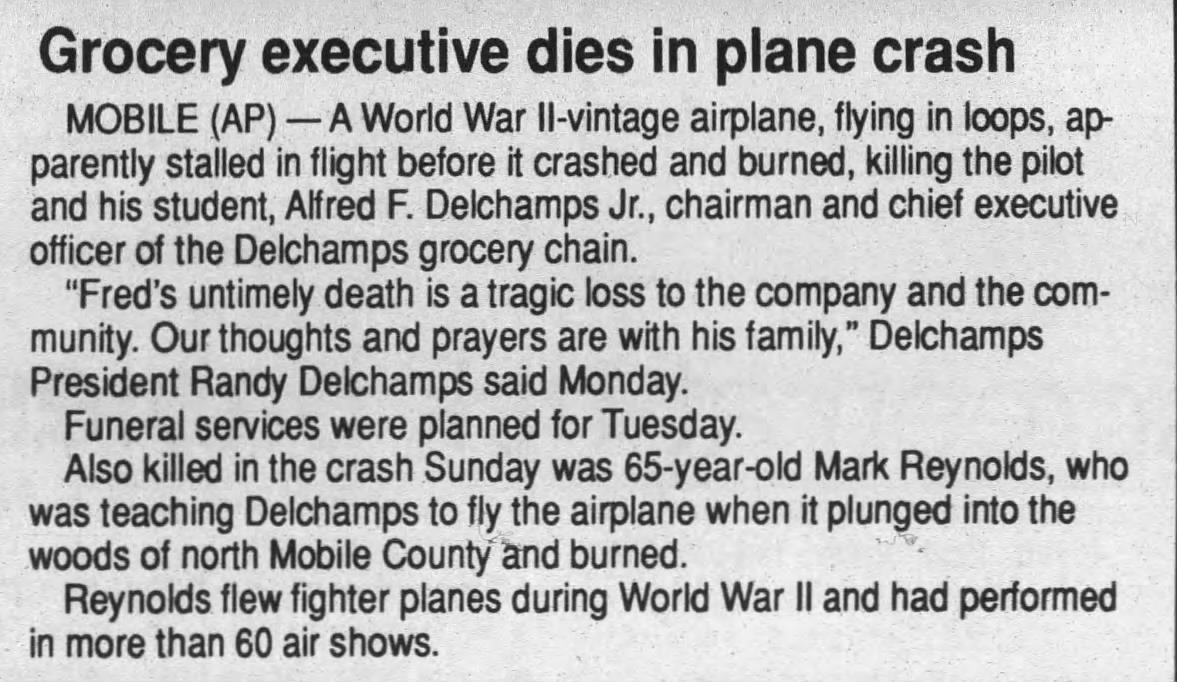 Grocery executive dies in plane crash
MOBILE (AP) — A World War II-vintage airplane, flying in loops, ap-
parently stalled in flight before it crashed and burned, killing the pilot
and his student, Alfred F. Delchamps Jr., chairman and chief executive
officer of the Delchamps grocery chain.
"Fred's untimely death is a tragic loss to the company and the com-
munity. Our thoughts and prayers are with his family," Delchamps
President Randy Delchamps said Monday.
Funeral services were planned for Tuesday.
Also killed in the crash Sunday was 65-year-old Mark Reynolds, who
was teaching Delchamps to fly the airplane when it plunged into the
woods of north Mobile County and burned.
Reynolds flew fighter planes during World War II and had performed
in more than 60 air shows.